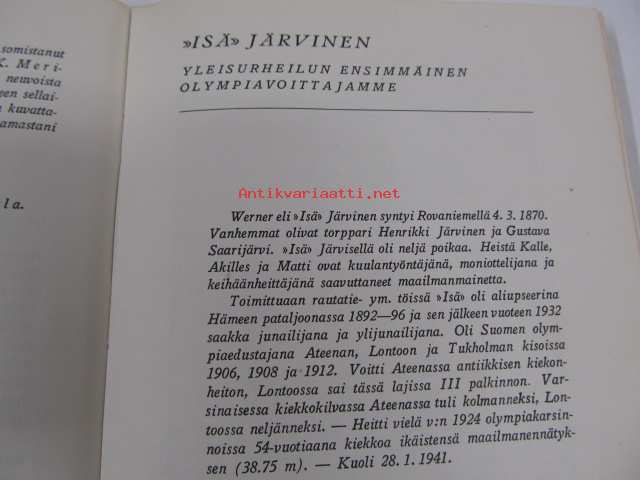 somistanut
K. Meri-
neuvoista
een sellai-
kuvatta-
amastani
la.
»ISÄ» JÄRVINEN
YLEISURHEILUN ENSIMMÄINEN
OLYMPIAVOITTAJAMME
Antikvariaatti.net
Werner eli »Isä» Järvinen syntyi Rovaniemellä 4. 3. 1870.
Vanhemmat olivat torppari Henrikki Järvinen ja Gustava
Saarijärvi. »Isä» Järvisellä oli neljä poikaa. Heistä Kalle,
Akilles ja Matti ovat kuulantyöntäjänä, moniottelijana ja
keihäänheittäjänä saavuttaneet maailmanmainetta.
Toimittuaan rautatie- ym. töissä »Isä» oli aliupseerina
Hämeen pataljoonassa 1892—96 ja sen jälkeen vuoteen 1932
saakka junailijana ja ylijunailijana. Oli Suomen olym-
piaedustajana Ateenan, Lontoon ja Tukholman kisoissa
1906, 1908 ja 1912. Voitti Ateenassa antiikkisen kiekon-
heiton, Lontoossa sai tässä lajissa III palkinnon. Var-
sinaisessa kiekkokilvassa Ateenassa tuli kolmanneksi, Lon-
toossa neljänneksi. — Heitti vielä v:n 1924 olympiakarsin-
noissa 54-vuotiaana kiekkoa ikäistensä maailmanennätyk-
sen (38.75 m). — Kuoli 28. 1. 1941.